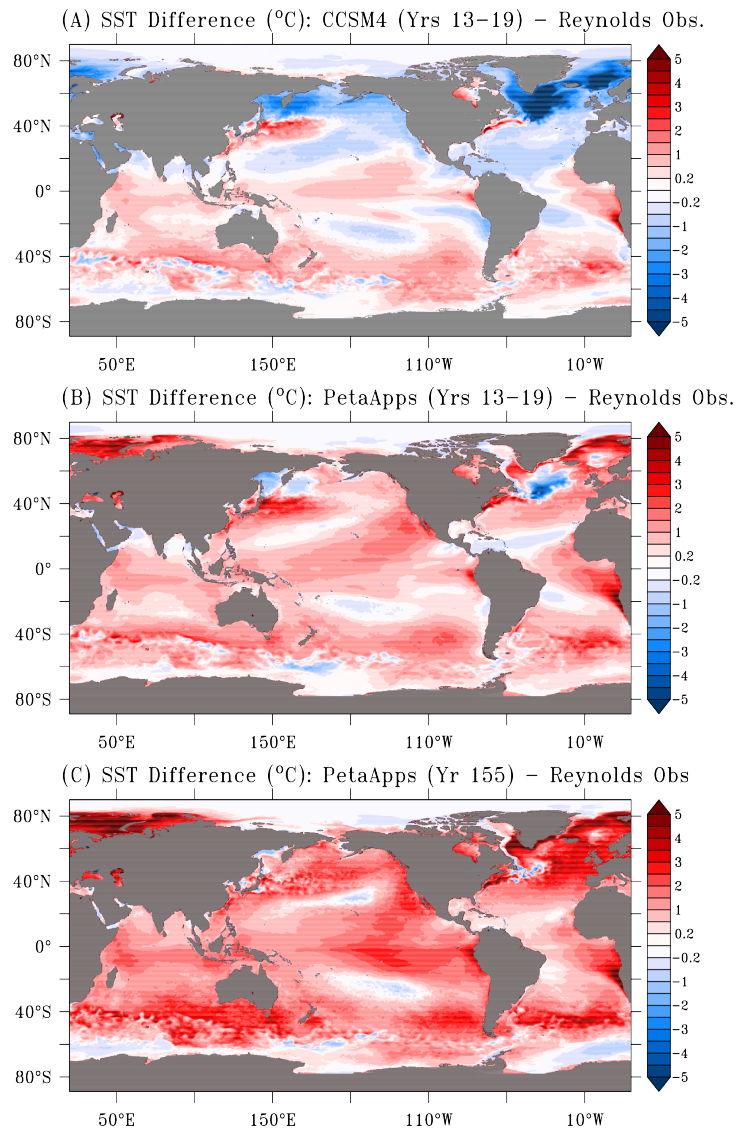 (A) SST Difference (°C): CCSM4 (Yrs 13−19) − Reynolds Obs.
80°N
40°N
0°
40°S
80°S
50°E
150°E
110°W
10°W
5
4
3
2
1
0.2
−0.2
−1
−2
−3
−4
−5
(B) SST Difference (°C): PetaApps (Yrs 13−19) − Reynolds Obs.
80°N
40°N
0°
40°S
80°S
50°E
150°E
110°W
10°W
5
4
3
2
1
0.2
−0.2
−1
−2
−3
−4
−5
(C) SST Difference (°C): PetaApps (Yr 155) − Reynolds Obs
80°N
40°N
0°
40°S
80°S
50°E
150°E
110°W
10°W
5
4
3
2
1
0.2
−0.2
−1
−2
−3
−4
−5